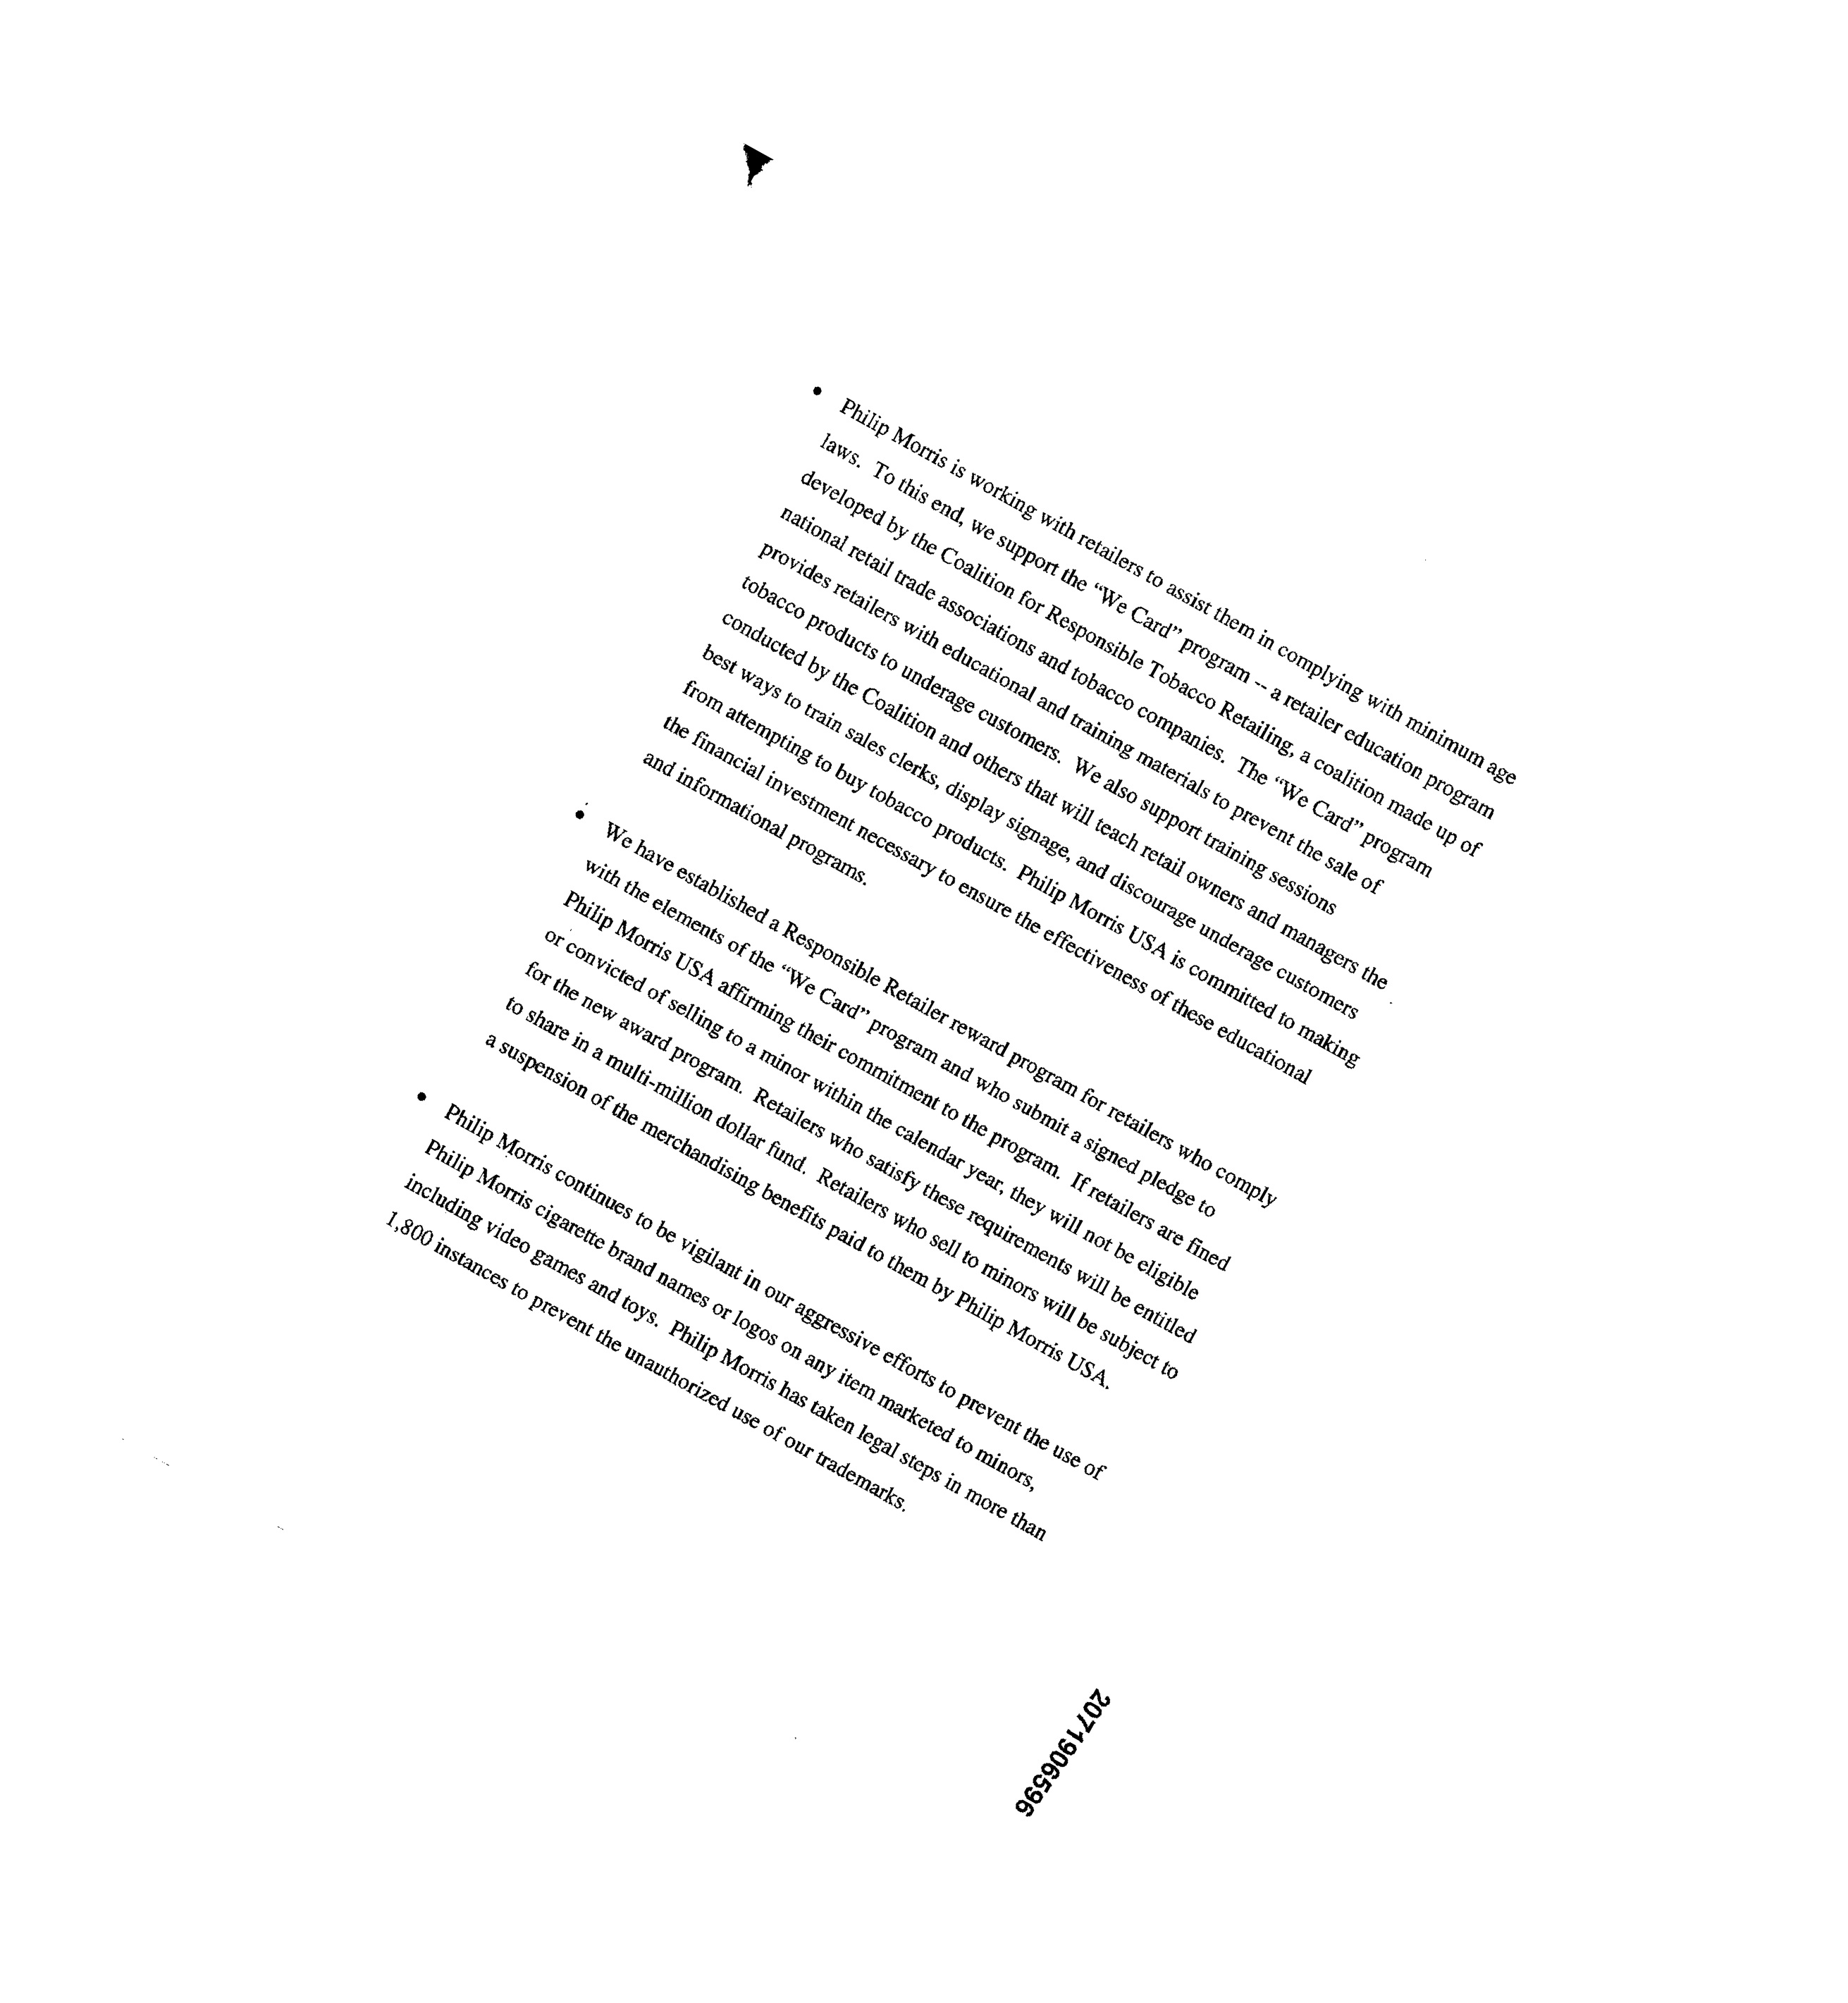 • Philip Morris is working with retailers to assist them in complying with minimum age
laws. To this end, we support the “We Card” program -- a retailer education program
developed by the Coalition for Responsible Tobacco Retailing, a coalition made up of
national retail trade associations and tobacco companies. The “We Card” program
provides retailers with educational and training materials to prevent the sale of
tobacco products to underage customers. We also support training sessions
conducted by the Coalition and others that will teach retail owners and managers the
best ways to train sales clerks, display signage, and discourage underage customers
from attempting to buy tobacco products. Philip Morris USA is committed to making
the financial investment necessary to ensure the effectiveness of these educational
and informational programs.
• We have established a Responsible Retailer reward program for retailers who comply
with the elements of the “We Card” program and who submit a signed pledge to
Philip Morris USA affirming their commitment to the program. If retailers are fined
or convicted of selling to a minor within the calendar year, they will not be eligible
for the new award program. Retailers who satisfy these requirements will be entitled
to share in a multi-million dollar fund. Retailers who sell to minors will be subject to
a suspension of the merchandising benefits paid to them by Philip Morris USA.
• Philip Morris continues to be vigilant in our aggressive efforts to prevent the use of
Philip Morris cigarette brand names or logos on any item marketed to minors,
including video games and toys. Philip Morris has taken legal steps in more than
1,800 instances to prevent the unauthorized use of our trademarks.
2071906596